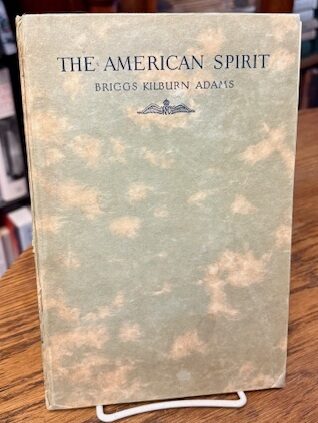 THE AMERICAN SPIRIT
BRIGGS KILBURN ADAMS